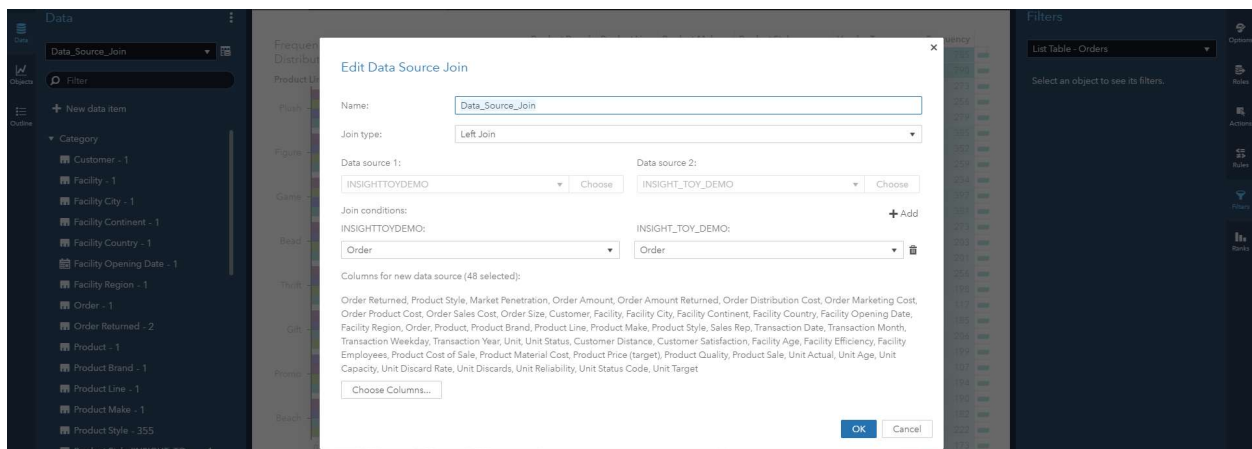 Data
Data
Data_Source_Join
Filter
Objects
Outline
+ New data item
Category
Customer - 1
Facility - 1
Facility City - 1
Facility Continent - 1
Facility Country - 1
Facility Opening Date - 1
Facility Region - 1
Order - 1
Order Returned - 2
Product - 1
Product Brand - 1
Product Line - 1
Product Make - 1
Product Style - 355
Edit Data Source Join
Name:
Data_Source_Join
Join type:
Left Join
Data source 1:
Data source 2:
INSIGHTTOYDEMO
Choose
INSIGHT_TOY_DEMO
Choose
Join conditions:
+ Add
INSIGHTTOYDEMO:
INSIGHT_TOY_DEMO:
Order
Order
Columns for new data source (48 selected):
Order Returned, Product Style, Market Penetration, Order Amount, Order Amount Returned, Order Distribution Cost, Order Marketing Cost,
Order Product Cost, Order Sales Cost, Order Size, Customer, Facility, Facility City, Facility Continent, Facility Country, Facility Opening Date,
Facility Region, Order, Product, Product Brand, Product Line, Product Make, Product Style, Sales Rep, Transaction Date, Transaction Month,
Transaction Weekday, Transaction Year, Unit, Unit Status, Customer Distance, Customer Satisfaction, Facility Age, Facility Efficiency, Facility
Employees, Product Cost of Sale, Product Material Cost, Product Price (target), Product Quality, Product Sale, Unit Actual, Unit Age, Unit
Capacity, Unit Discard Rate, Unit Discards, Unit Reliability, Unit Status Code, Unit Target
Choose Columns...
OK
Cancel
Filters
List Table - Orders
Select an object to see its filters.
Options
Roles
Actions
Rules
Filters
Ranks